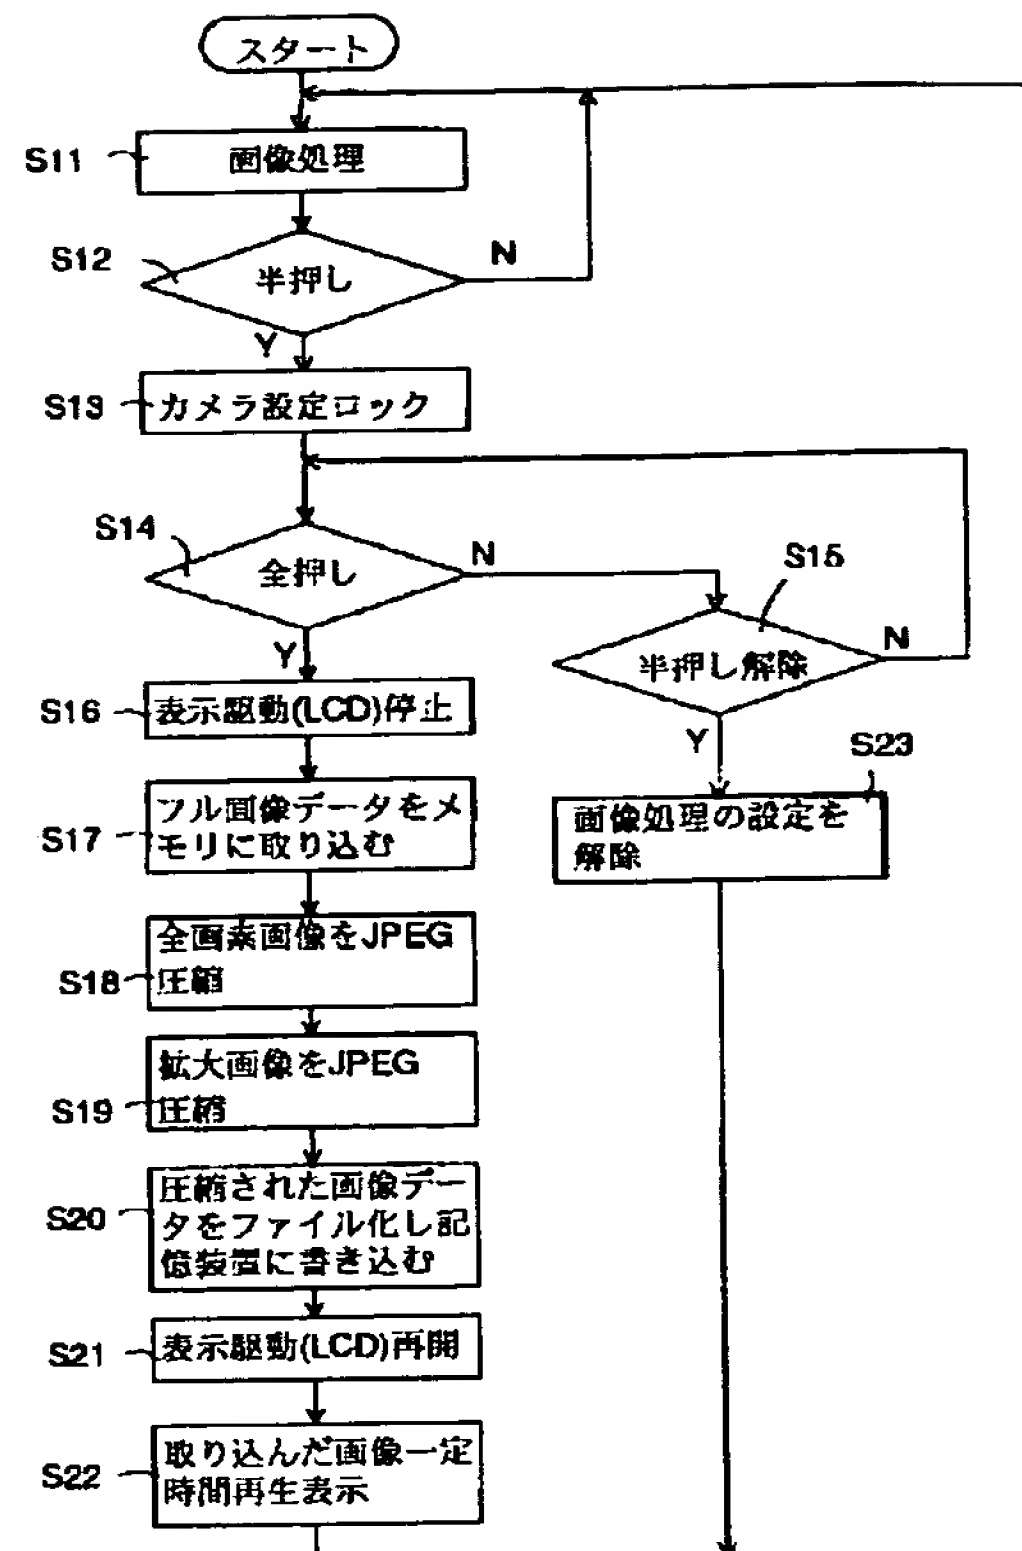 スタート
S11
画像処理
S12
半押し
N
Y
S13
カメラ設定ロック
S14
全押し
N
Y
S15
半押し解除
N
Y
S16
表示駆動(LCD)停止
S23
画像処理の設定を
解除
S17
フル画像データをメ
モリに取り込む
S18
全画素画像をJPEG
圧縮
S19
拡大画像をJPEG
圧縮
S20
圧縮された画像デー
タをファイル化し記
億装置に書き込む
S21
表示駆動(LCD)再開
S22
取り込んだ画像一定
時間再生表示